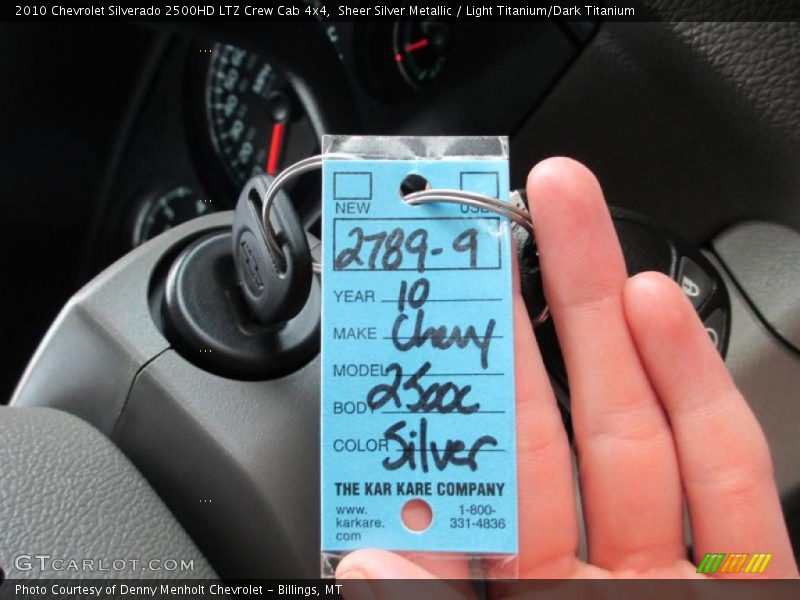 2010 Chevrolet Silverado 2500HD LTZ Crew Cab 4x4, Sheer Silver Metallic / Light Titanium/Dark Titanium
NEW USED
2789-9
YEAR 10
MAKE Chevy
MODEL 2500c
BODY
COLOR Silver
THE KAR KARE COMPANY
www.
karkare.
com
1-800-
331-4836
GTCARLOT.COM
Photo Courtesy of Denny Menholt Chevrolet – Billings, MT